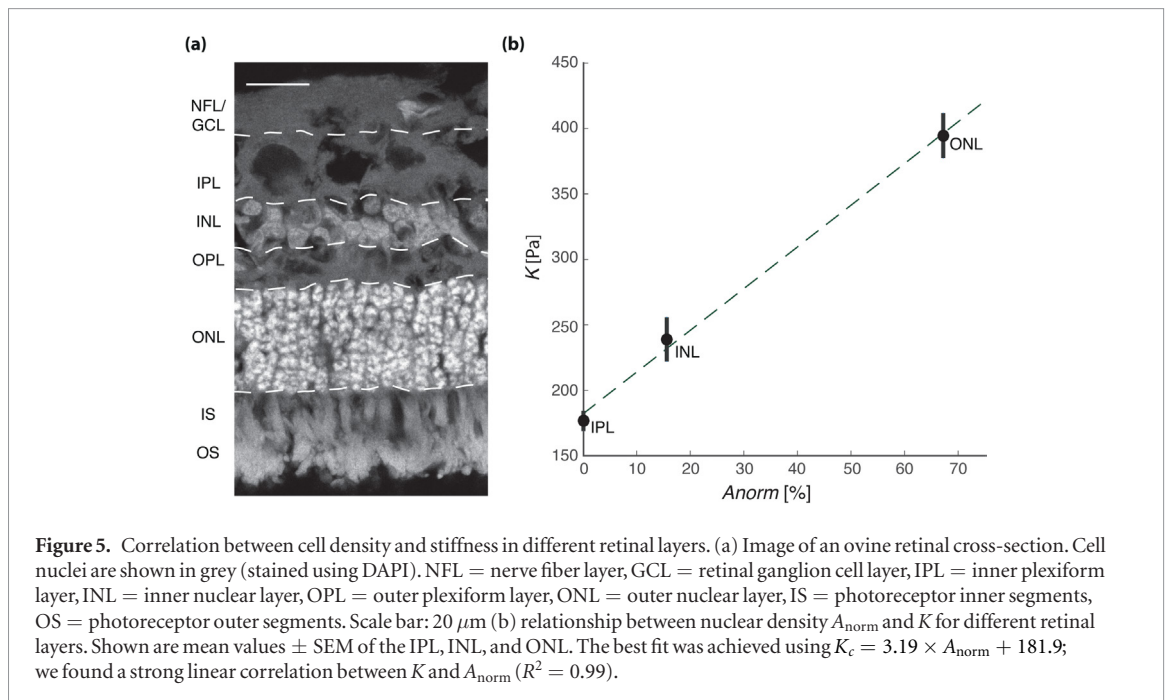 (a)
NFL/
GCL
IPL
INL
OPL
ONL
IS
OS
(b)
450
400
350
300
250
200
150
K [Pa]
ONL
INL
IPL
0 10 20 30 40 50 60 70
Anorm [%]
Figure 5. Correlation between cell density and stiffness in different retinal layers. (a) Image of an ovine retinal cross-section. Cell
nuclei are shown in grey (stained using DAPI). NFL = nerve fiber layer, GCL = retinal ganglion cell layer, IPL = inner plexiform
layer, INL = inner nuclear layer, OPL = outer plexiform layer, ONL = outer nuclear layer, IS = photoreceptor inner segments,
OS = photoreceptor outer segments. Scale bar: 20 μm (b) relationship between nuclear density Anorm and K for different retinal
layers. Shown are mean values ± SEM of the IPL, INL, and ONL. The best fit was achieved using Kc = 3.19 × Anorm + 181.9;
we found a strong linear correlation between K and Anorm (R² = 0.99).